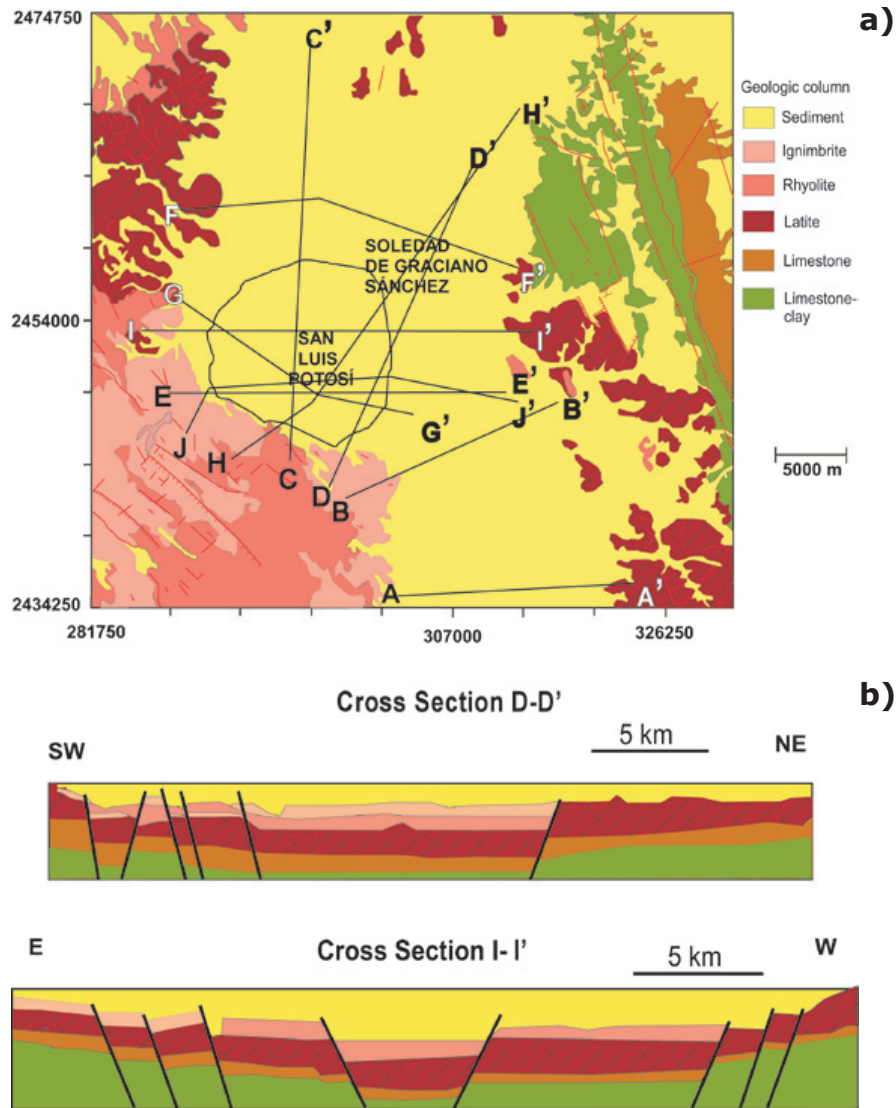 a)
2474750
2454000
2434250
281750
307000
326250
C'
H'
D'
F
SOLEDAD
DE GRACIANO
SÁNCHEZ
F'
G
I
SAN
LUIS
POTOSÍ
I'
E
E'
B'
J'
G'
J
H
C
D
B
A
A'
Geologic column
Sediment
Ignimbrite
Rhyolite
Latite
Limestone
Limestone-
clay
5000 m
b)
Cross Section D-D'
SW
5 km
NE
E
Cross Section I- I'
5 km
W